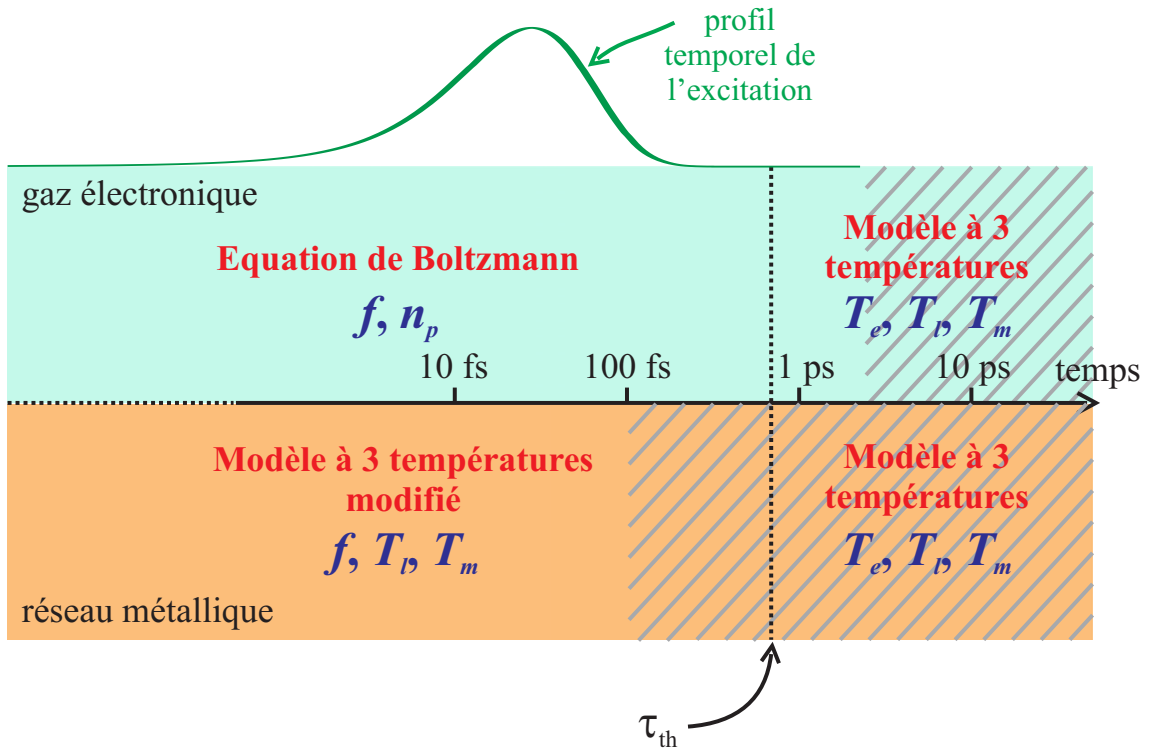 profil
temporel de
l'excitation
gaz électronique
Equation de Boltzmann
f, n_p
Modèle à 3
températures
T_e, T_l, T_m
10 fs
100 fs
1 ps
10 ps
temps
Modèle à 3 températures
modifié
f, T_l, T_m
Modèle à 3
températures
T_e, T_l, T_m
réseau métallique
τ_th